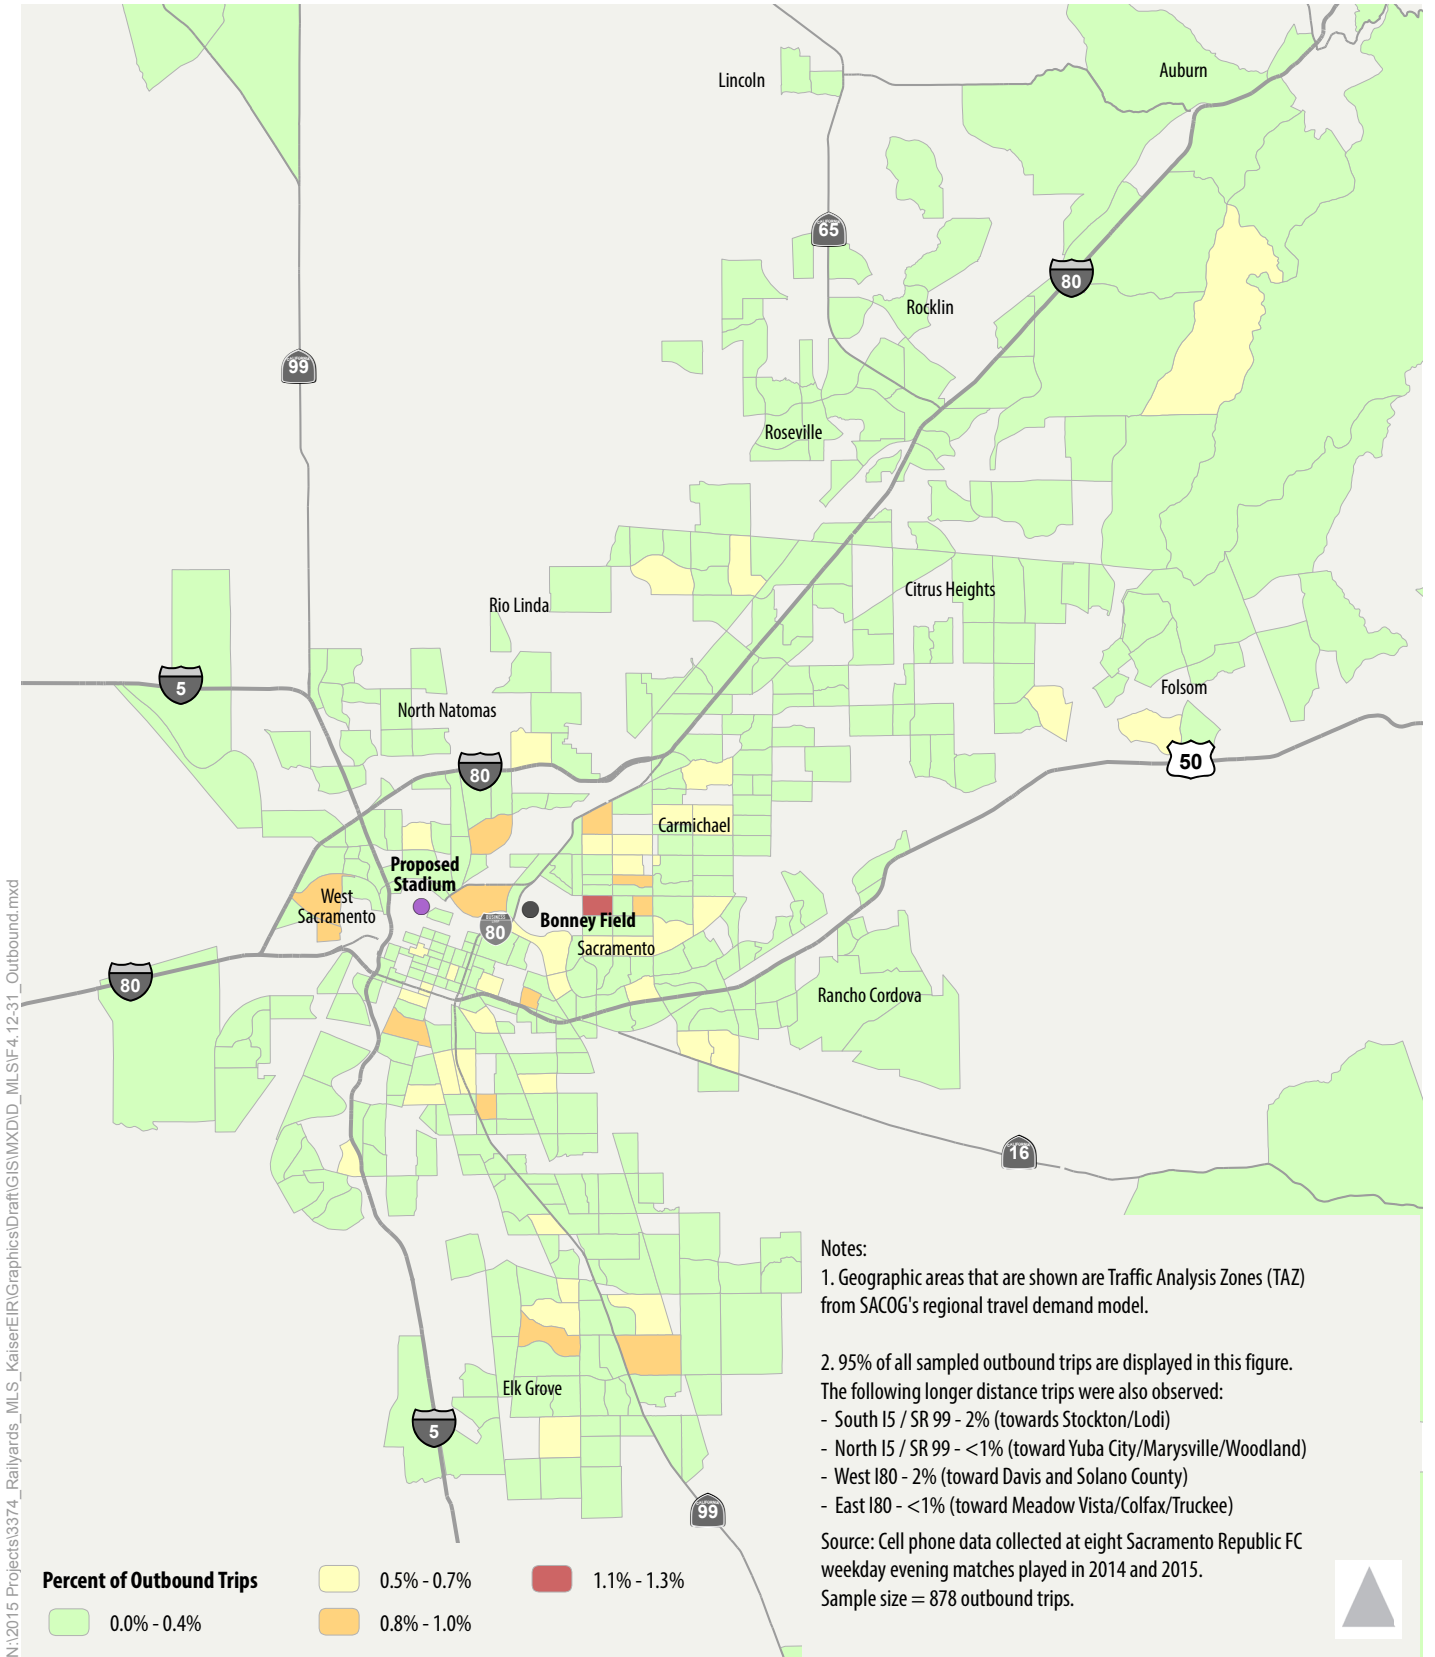 Lincoln
Auburn
CALIFORNIA
65
80
Rocklin
CALIFORNIA
99
Roseville
Citrus Heights
Rio Linda
5
Folsom
North Natomas
50
80
Carmichael
Proposed
Stadium
West
Sacramento
Bonney Field
80
Sacramento
80
Rancho Cordova
CALIFORNIA
16
Notes:
1. Geographic areas that are shown are Traffic Analysis Zones (TAZ)
from SACOG's regional travel demand model.
2. 95% of all sampled outbound trips are displayed in this figure.
The following longer distance trips were also observed:
- South I5 / SR 99 - 2% (towards Stockton/Lodi)
- North I5 / SR 99 - <1% (toward Yuba City/Marysville/Woodland)
- West I80 - 2% (toward Davis and Solano County)
- East I80 - <1% (toward Meadow Vista/Colfax/Truckee)
Source: Cell phone data collected at eight Sacramento Republic FC
weekday evening matches played in 2014 and 2015.
Sample size = 878 outbound trips.
Elk Grove
5
CALIFORNIA
99
Percent of Outbound Trips
0.0% - 0.4%
0.5% - 0.7%
0.8% - 1.0%
1.1% - 1.3%
N:\2015 Projects\3374_Railyards_MLS_KaiserEIR\Graphics\Draft\GIS\MXD\D_MLS\F4.12-31_Outbound.mxd